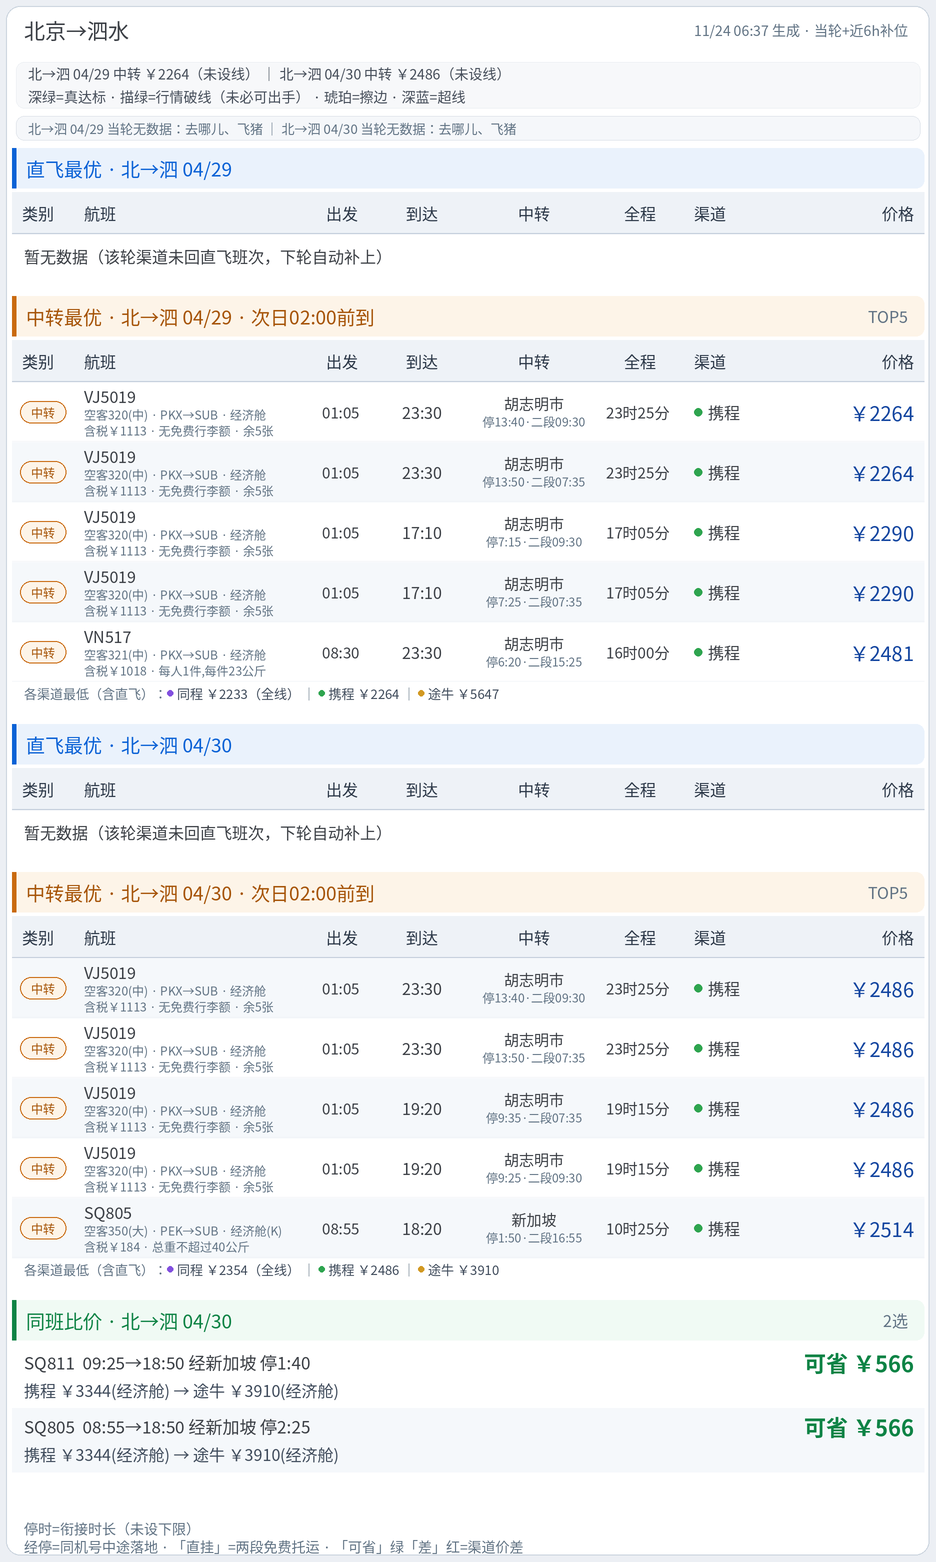 北京→泗水
11/24 06:37 生成 · 当轮+近6h补位
北→泗 04/29 中转 ￥2264（未设线） ｜ 北→泗 04/30 中转 ￥2486（未设线）
深绿=真达标 · 描绿=行情破线（未必可出手） · 琥珀=擦边 · 深蓝=超线
北→泗 04/29 当轮无数据：去哪儿、飞猪 ｜ 北→泗 04/30 当轮无数据：去哪儿、飞猪
直飞最优 · 北→泗 04/29
类别 航班 出发 到达 中转 全程 渠道 价格
暂无数据（该轮渠道未回直飞班次，下轮自动补上）
中转最优 · 北→泗 04/29 · 次日02:00前到 TOP5
类别 航班 出发 到达 中转 全程 渠道 价格
VJ5019
中转 01:05 23:30 胡志明市 23时25分 携程 ￥2264
空客320(中) · PKX→SUB · 经济舱 停13:40·二段09:30
含税￥1113 · 无免费行李额 · 余5张
VJ5019
中转 01:05 23:30 胡志明市 23时25分 携程 ￥2264
空客320(中) · PKX→SUB · 经济舱 停13:50·二段07:35
含税￥1113 · 无免费行李额 · 余5张
VJ5019
中转 01:05 17:10 胡志明市 17时05分 携程 ￥2290
空客320(中) · PKX→SUB · 经济舱 停7:15·二段09:30
含税￥1113 · 无免费行李额 · 余5张
VJ5019
中转 01:05 17:10 胡志明市 17时05分 携程 ￥2290
空客320(中) · PKX→SUB · 经济舱 停7:25·二段07:35
含税￥1113 · 无免费行李额 · 余5张
VN517
中转 08:30 23:30 胡志明市 16时00分 携程 ￥2481
空客321(中) · PKX→SUB · 经济舱 停6:20·二段15:25
含税￥1018 · 每人1件,每件23公斤
各渠道最低（含直飞）：同程 ￥2233（全线） ｜ 携程 ￥2264 ｜ 途牛 ￥5647
直飞最优 · 北→泗 04/30
类别 航班 出发 到达 中转 全程 渠道 价格
暂无数据（该轮渠道未回直飞班次，下轮自动补上）
中转最优 · 北→泗 04/30 · 次日02:00前到 TOP5
类别 航班 出发 到达 中转 全程 渠道 价格
VJ5019
中转 01:05 23:30 胡志明市 23时25分 携程 ￥2486
空客320(中) · PKX→SUB · 经济舱 停13:40·二段09:30
含税￥1113 · 无免费行李额 · 余5张
VJ5019
中转 01:05 23:30 胡志明市 23时25分 携程 ￥2486
空客320(中) · PKX→SUB · 经济舱 停13:50·二段07:35
含税￥1113 · 无免费行李额 · 余5张
VJ5019
中转 01:05 19:20 胡志明市 19时15分 携程 ￥2486
空客320(中) · PKX→SUB · 经济舱 停9:35·二段07:35
含税￥1113 · 无免费行李额 · 余5张
VJ5019
中转 01:05 19:20 胡志明市 19时15分 携程 ￥2486
空客320(中) · PKX→SUB · 经济舱 停9:25·二段09:30
含税￥1113 · 无免费行李额 · 余5张
SQ805
中转 08:55 18:20 新加坡 10时25分 携程 ￥2514
空客350(大) · PEK→SUB · 经济舱(K) 停1:50·二段16:55
含税￥184 · 总重不超过40公斤
各渠道最低（含直飞）：同程 ￥2354（全线） ｜ 携程 ￥2486 ｜ 途牛 ￥3910
同班比价 · 北→泗 04/30 2选
SQ811 09:25→18:50 经新加坡 停1:40 可省 ￥566
携程 ￥3344(经济舱) → 途牛 ￥3910(经济舱)
SQ805 08:55→18:50 经新加坡 停2:25 可省 ￥566
携程 ￥3344(经济舱) → 途牛 ￥3910(经济舱)
停时=衔接时长（未设下限）
经停=同机号中途落地 · 「直挂」=两段免费托运 · 「可省」绿「差」红=渠道价差